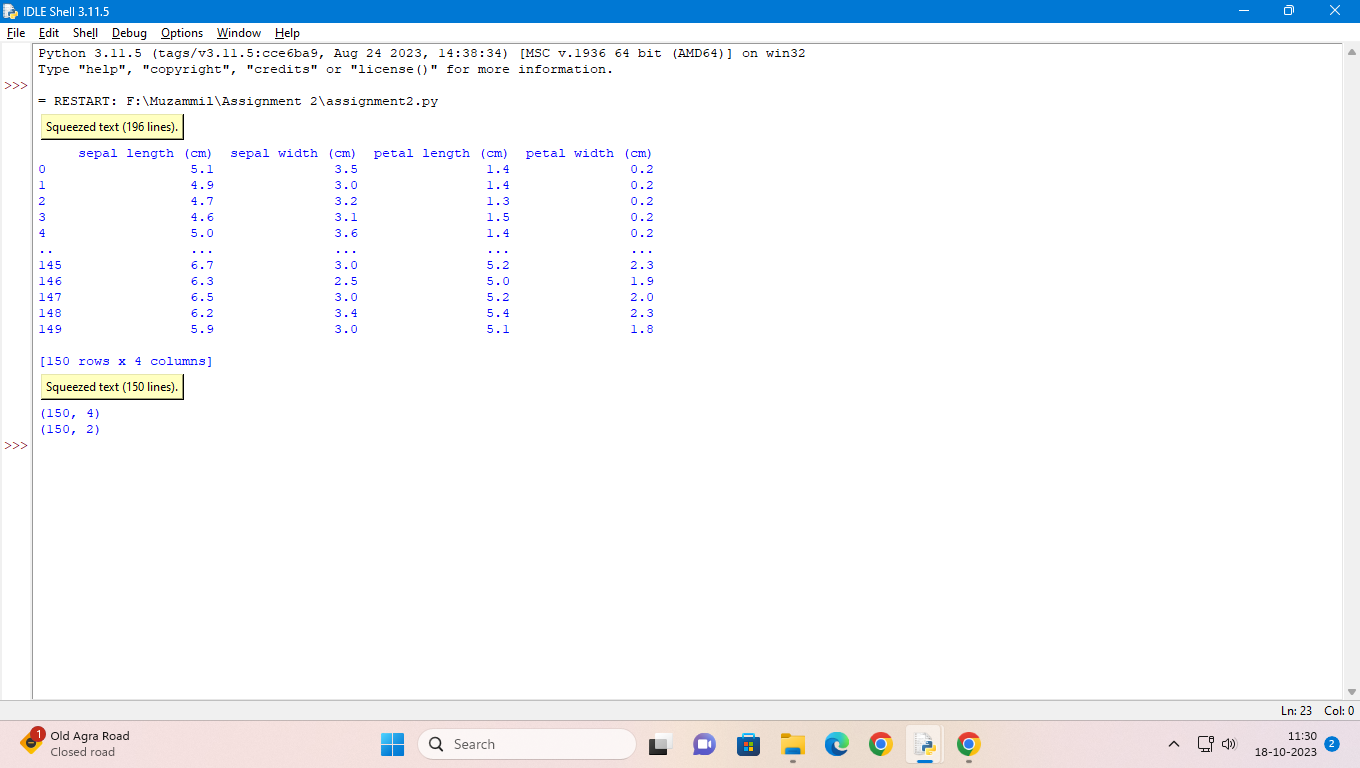 IDLE Shell 3.11.5
File Edit Shell Debug Options Window Help
Python 3.11.5 (tags/v3.11.5:cce6ba9, Aug 24 2023, 14:38:34) [MSC v.1936 64 bit (AMD64)] on win32
Type "help", "copyright", "credits" or "license()" for more information.
>>>
= RESTART: F:\Muzammil\Assignment 2\assignment2.py
Squeezed text (196 lines).
     sepal length (cm)  sepal width (cm)  petal length (cm)  petal width (cm)
0                  5.1               3.5                1.4               0.2
1                  4.9               3.0                1.4               0.2
2                  4.7               3.2                1.3               0.2
3                  4.6               3.1                1.5               0.2
4                  5.0               3.6                1.4               0.2
..                 ...               ...                ...               ...
145                6.7               3.0                5.2               2.3
146                6.3               2.5                5.0               1.9
147                6.5               3.0                5.2               2.0
148                6.2               3.4                5.4               2.3
149                5.9               3.0                5.1               1.8
[150 rows x 4 columns]
Squeezed text (150 lines).
(150, 4)
(150, 2)
>>>
Ln: 23 Col: 0
1
Old Agra Road
Closed road
Search
11:30
18-10-2023
2